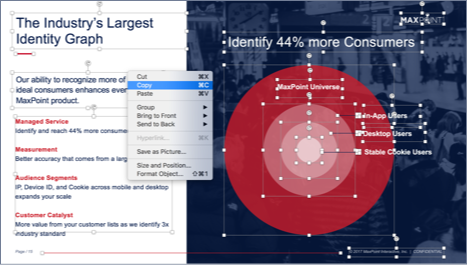 The Industry's Largest
Identity Graph
Our ability to recognize more of
ideal consumers enhances ever
MaxPoint product.
Managed Service
Identify and reach 44% more consume
Measurement
Better accuracy that comes from a larg
Audience Segments
IP, Device ID, and Cookie across mobile and desktop
expands your scale
Customer Catalyst
More value from your customer lists as we identify 3x
industry standard
Page / 19
Cut ⌘X
Copy ⌘C
Paste ⌘V
Group
Bring to Front
Send to Back
Hyperlink... ⌘K
Save as Picture...
Size and Position...
Format Object... ⇧⌘1
MAXPOINT
Identify 44% more Consumers
MaxPoint Universe
In-App Users
Desktop Users
Stable Cookie Users
MaxPoint Interactive, Inc. | CONFIDENTIAL